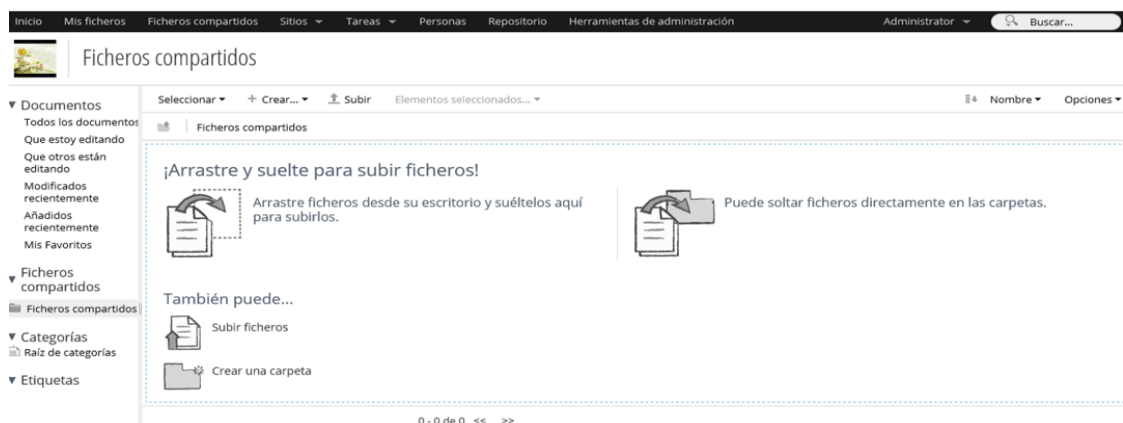 Inicio Mis ficheros Ficheros compartidos Sitios Tareas Personas Repositorio Herramientas de administración Administrator Buscar...
Ficheros compartidos
Documentos
Todos los documentos
Que estoy editando
Que otros están
editando
Modificados
recientemente
Añadidos
recientemente
Mis Favoritos
Ficheros
compartidos
Ficheros compartidos
Categorías
Raíz de categorías
Etiquetas
Seleccionar + Crear... Subir Elementos seleccionados... Nombre Opciones
Ficheros compartidos
¡Arrastre y suelte para subir ficheros!
Arrastre ficheros desde su escritorio y suéltelos aquí
para subirlos.
Puede soltar ficheros directamente en las carpetas.
También puede...
Subir ficheros
Crear una carpeta
0 - 0 de 0 << >>